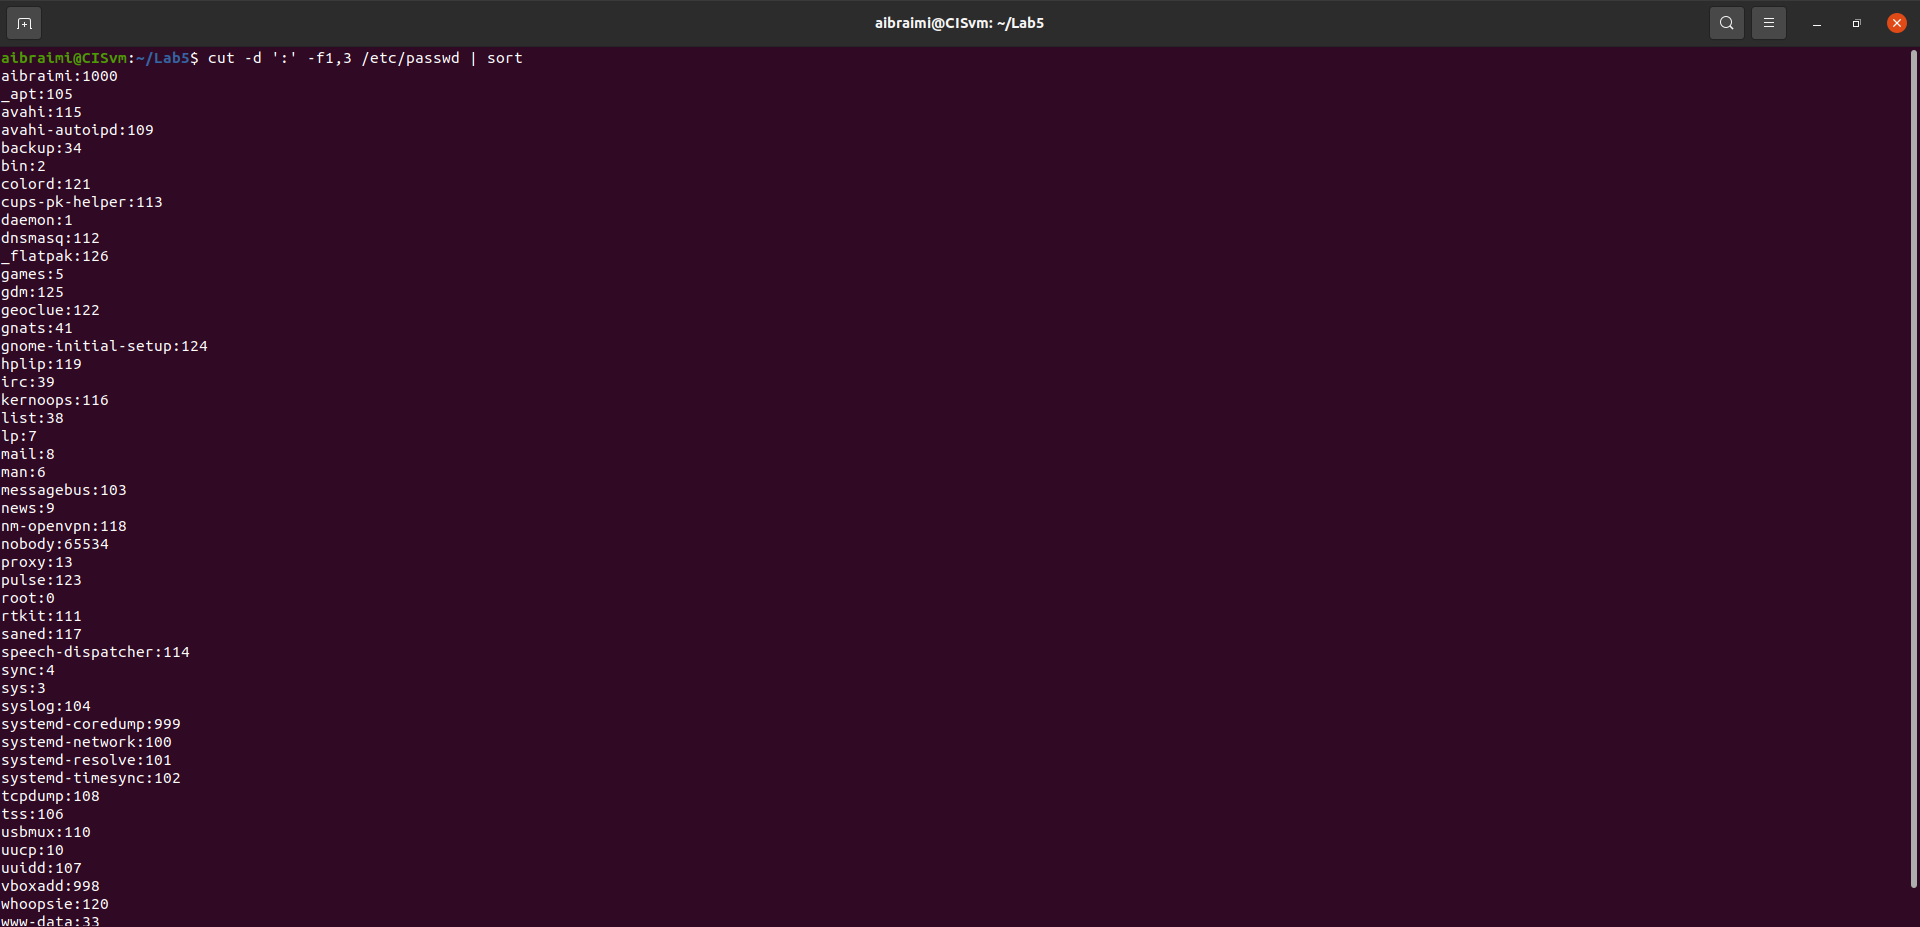 aibraimi@CISvm: ~/Lab5
aibraimi@CISvm:~/Lab5$ cut -d ':' -f1,3 /etc/passwd | sort
aibraimi:1000
_apt:105
avahi:115
avahi-autoipd:109
backup:34
bin:2
colord:121
cups-pk-helper:113
daemon:1
dnsmasq:112
_flatpak:126
games:5
gdm:125
geoclue:122
gnats:41
gnome-initial-setup:124
hplip:119
irc:39
kernoops:116
list:38
lp:7
mail:8
man:6
messagebus:103
news:9
nm-openvpn:118
nobody:65534
proxy:13
pulse:123
root:0
rtkit:111
saned:117
speech-dispatcher:114
sync:4
sys:3
syslog:104
systemd-coredump:999
systemd-network:100
systemd-resolve:101
systemd-timesync:102
tcpdump:108
tss:106
usbmux:110
uucp:10
uuidd:107
vboxadd:998
whoopsie:120
www-data:33